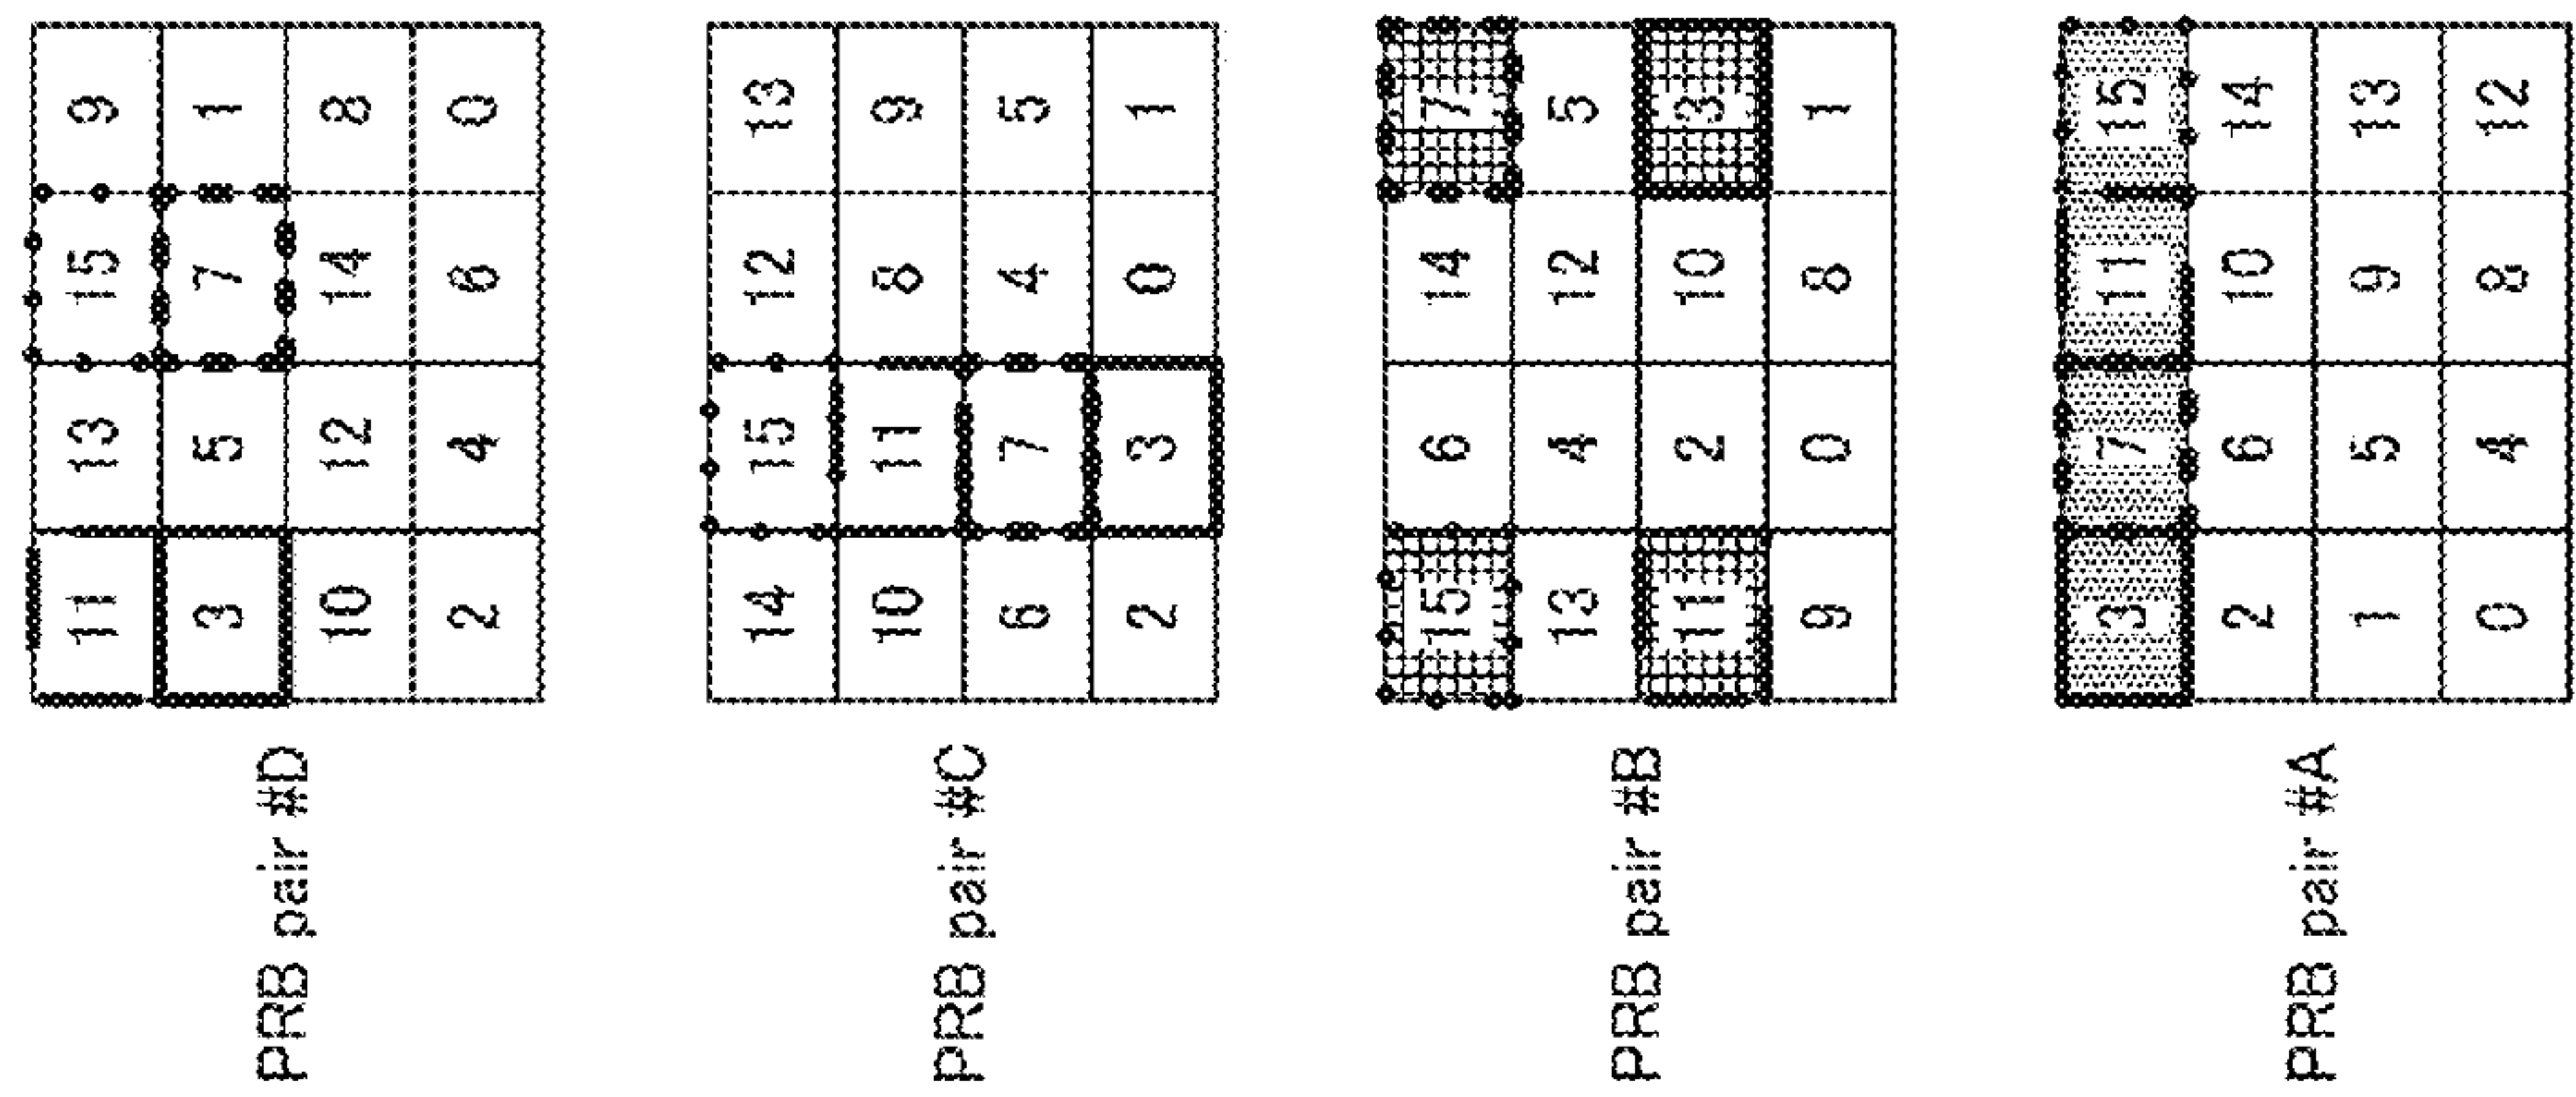 PRB pair #D
11 13 15 9
3 5 7 1
10 12 14 8
2 4 6 0
PRB pair #C
14 15 12 13
10 11 8 9
6 7 4 5
2 3 0 1
PRB pair #B
15 6 14 7
13 4 12 5
11 2 10 3
9 0 8 1
PRB pair #A
3 7 11 15
2 6 10 14
1 5 9 13
0 4 8 12